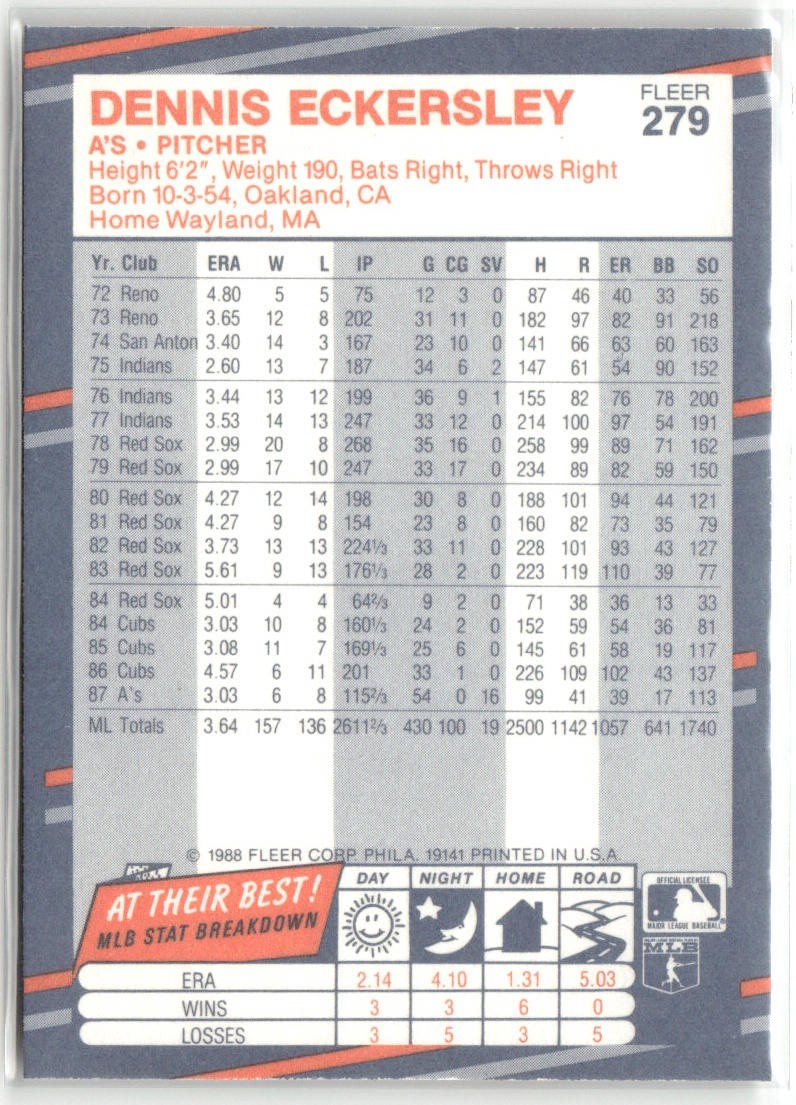 DENNIS ECKERSLEY
FLEER
279
A'S • PITCHER
Height 6'2", Weight 190, Bats Right, Throws Right
Born 10-3-54, Oakland, CA
Home Wayland, MA
Yr. Club ERA W L IP G CG SV H R ER BB SO
72 Reno 4.80 5 5 75 12 3 0 87 46 40 33 56
73 Reno 3.65 12 8 202 31 11 0 182 97 82 91 218
74 San Anton 3.40 14 3 167 23 10 0 141 66 63 60 163
75 Indians 2.60 13 7 187 34 6 2 147 61 54 90 152
76 Indians 3.44 13 12 199 36 9 1 155 82 76 78 200
77 Indians 3.53 14 13 247 33 12 0 214 100 97 54 191
78 Red Sox 2.99 20 8 268 35 16 0 258 99 89 71 162
79 Red Sox 2.99 17 10 247 33 17 0 234 89 82 59 150
80 Red Sox 4.27 12 14 198 30 8 0 188 101 94 44 121
81 Red Sox 4.27 9 8 154 23 8 0 160 82 73 35 79
82 Red Sox 3.73 13 13 224⅓ 33 11 0 228 101 93 43 127
83 Red Sox 5.61 9 13 176⅓ 28 2 0 223 119 110 39 77
84 Red Sox 5.01 4 4 64⅔ 9 2 0 71 38 36 13 33
84 Cubs 3.03 10 8 160⅓ 24 2 0 152 59 54 36 81
85 Cubs 3.08 11 7 169⅓ 25 6 0 145 61 58 19 117
86 Cubs 4.57 6 11 201 33 1 0 226 109 102 43 137
87 A's 3.03 6 8 115⅔ 54 0 16 99 41 39 17 113
ML Totals 3.64 157 136 2611⅔ 430 100 19 2500 1142 1057 641 1740
© 1988 FLEER CORP PHILA. 19141 PRINTED IN U.S.A.
AT THEIR BEST!
MLB STAT BREAKDOWN
DAY NIGHT HOME ROAD
ERA 2.14 4.10 1.31 5.03
WINS 3 3 6 0
LOSSES 3 5 3 5
OFFICIAL LICENSEE
MAJOR LEAGUE BASEBALL
MLB